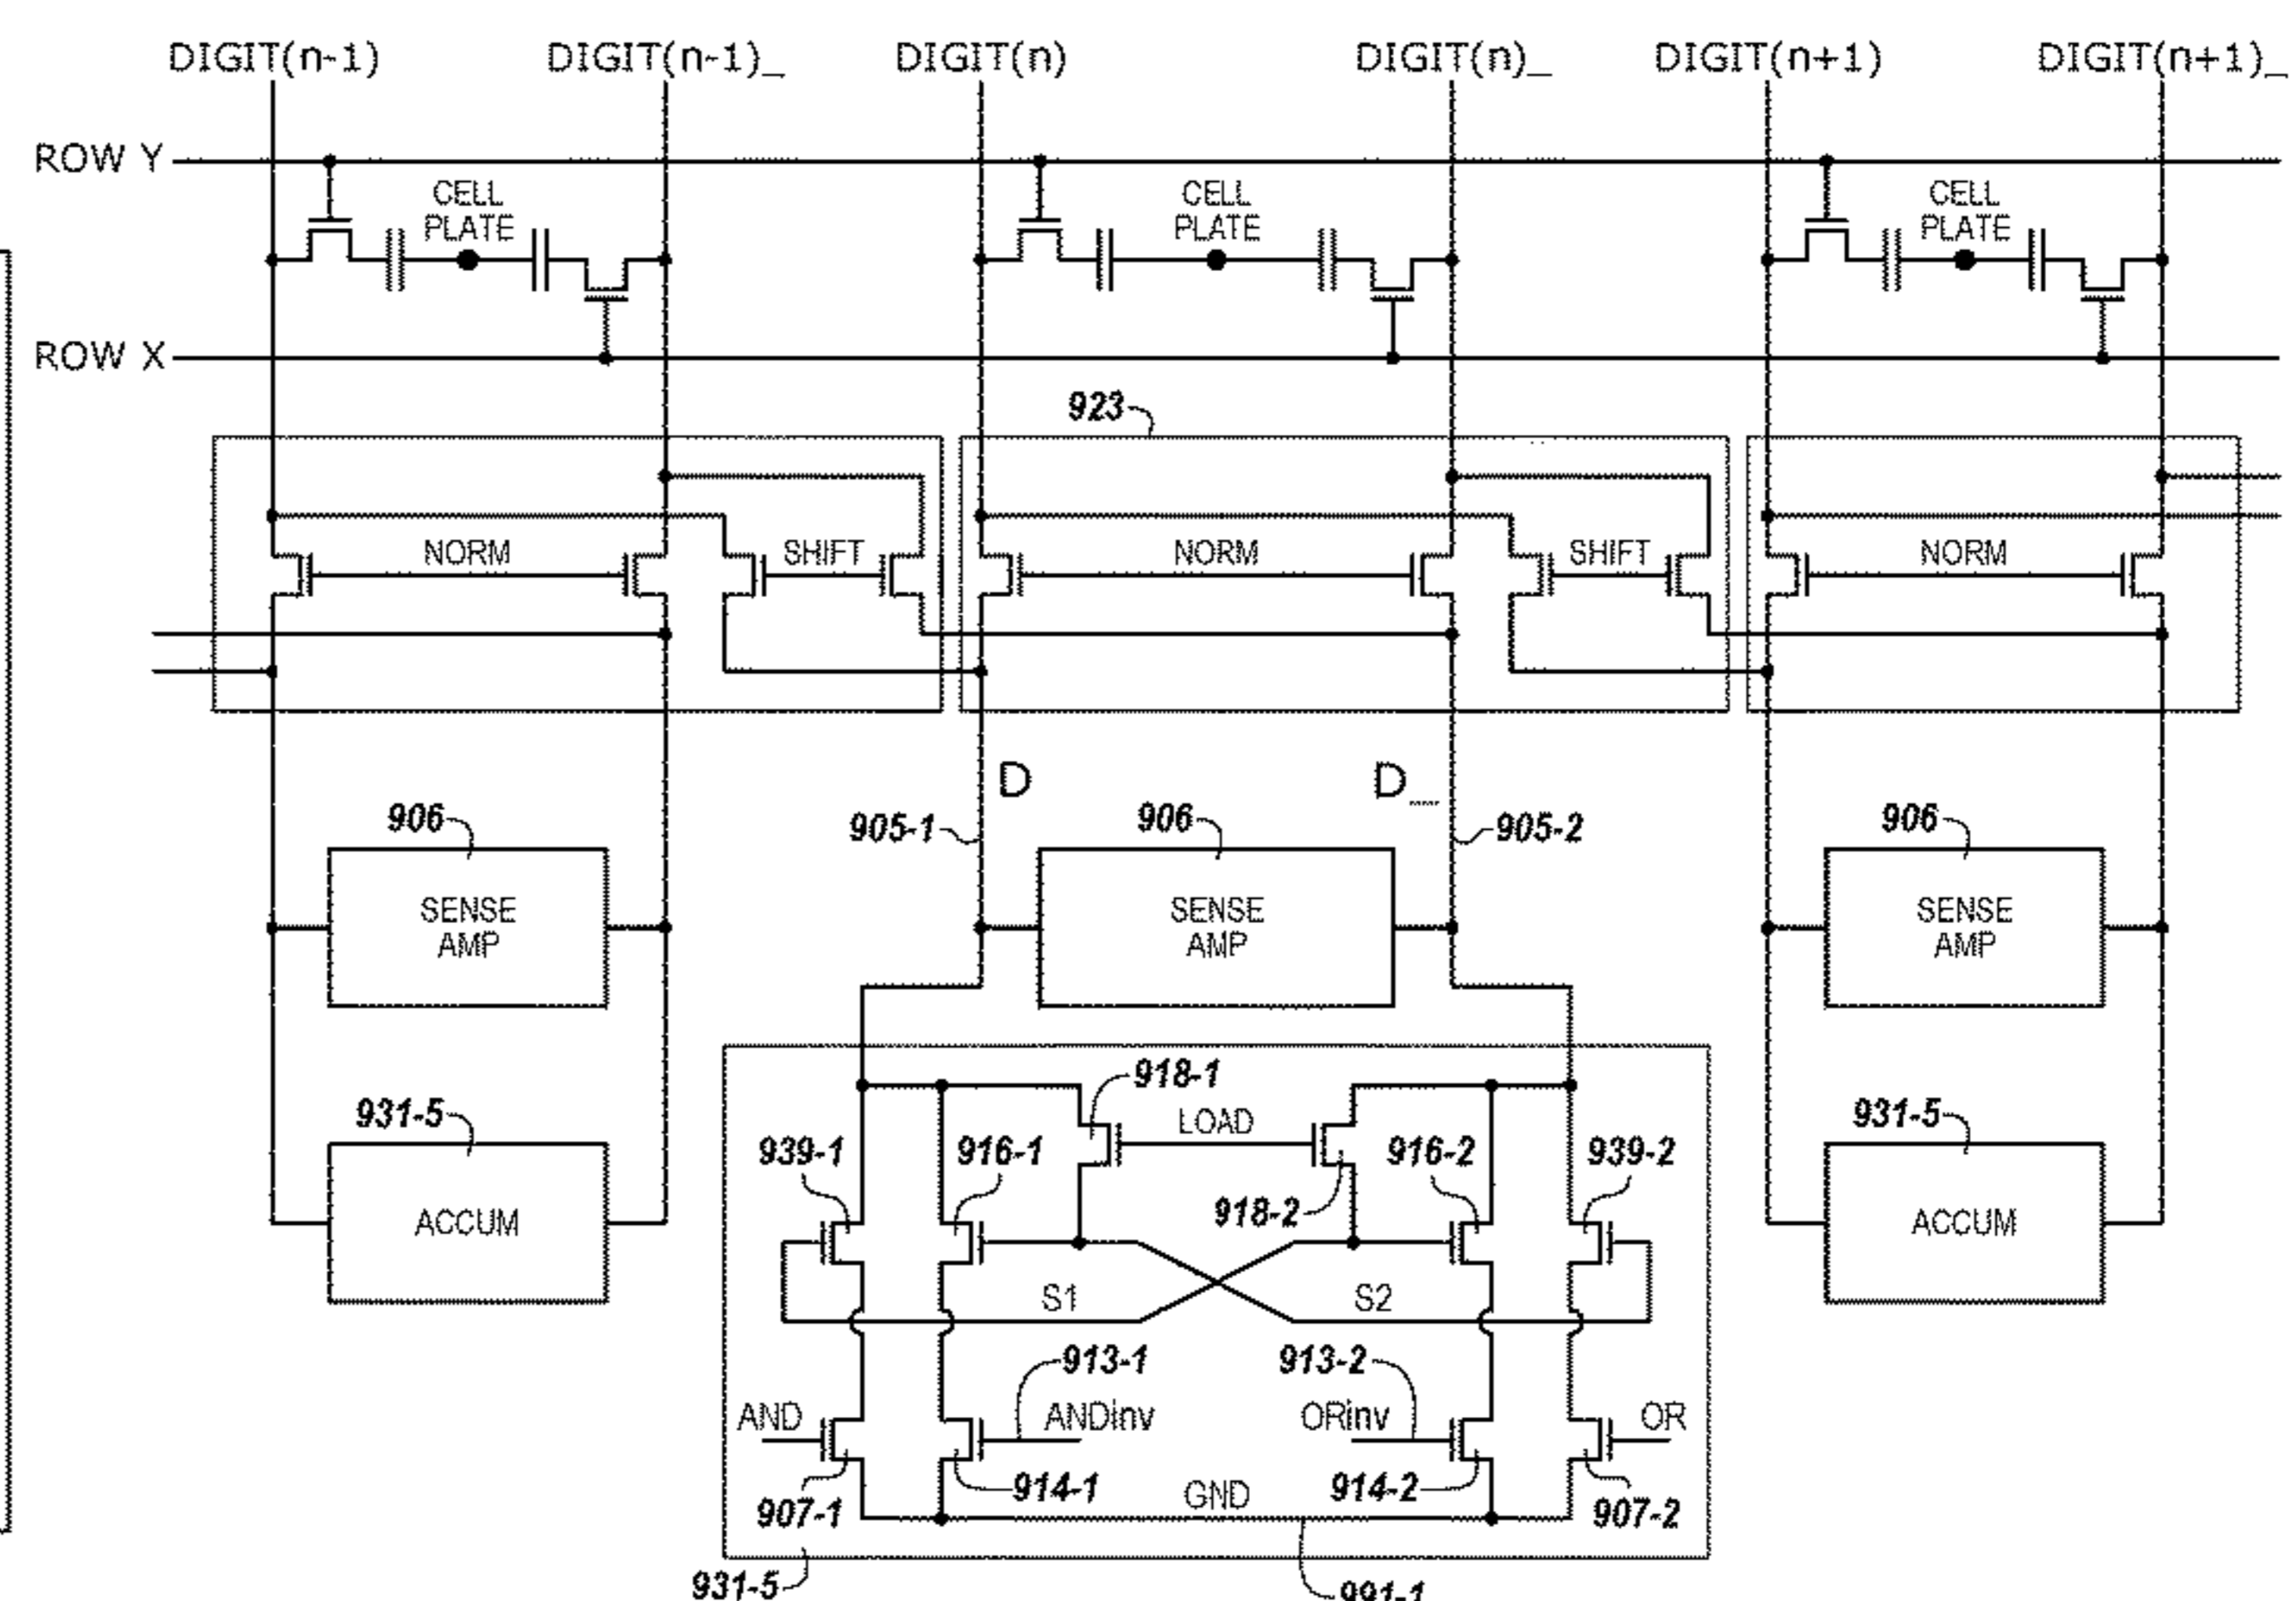 DIGIT(n-1) DIGIT(n-1)_ DIGIT(n) DIGIT(n)_ DIGIT(n+1) DIGIT(n+1)_
ROW Y
CELL PLATE
CELL PLATE
CELL PLATE
ROW X
923
NORM SHIFT NORM SHIFT NORM
D D_
906 905-1 906 905-2 906
SENSE AMP
SENSE AMP
SENSE AMP
918-1
931-5 LOAD 931-5
939-1 916-1 916-2 939-2
918-2
ACCUM ACCUM
S1 S2
913-1 913-2
AND ANDinv ORinv OR
914-1 GND 914-2
907-1 907-2
931-5 991-1